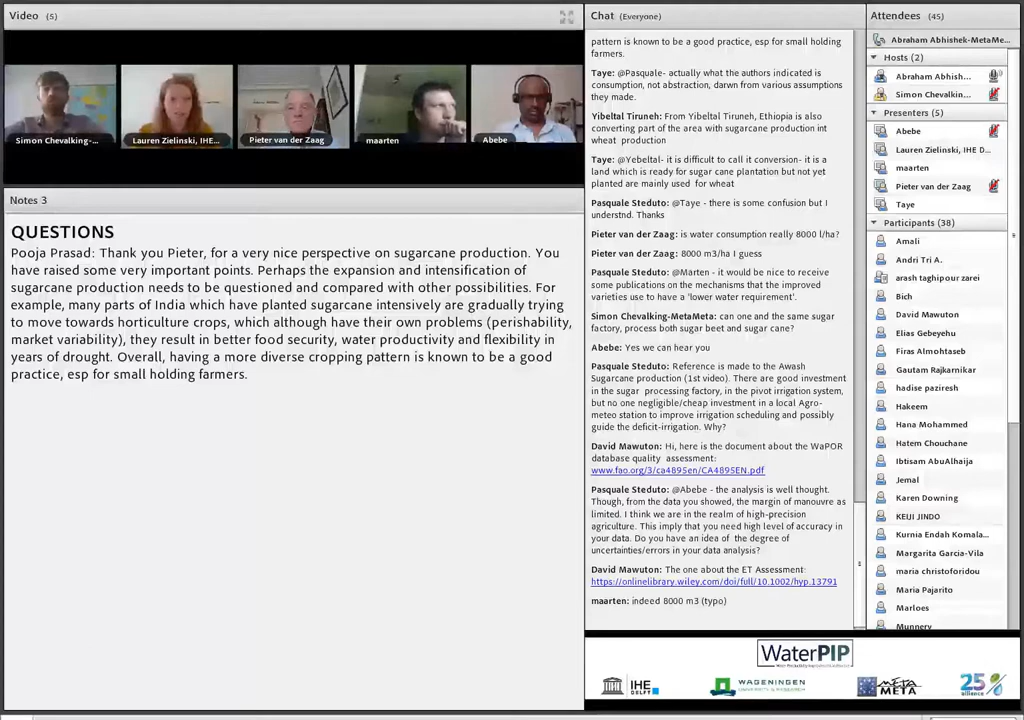 Video (5)
Simon Chevalking-...
Lauren Zielinski, IHE...
Pieter van der Zaag
maarten
Abebe
Notes 3
QUESTIONS
Pooja Prasad: Thank you Pieter, for a very nice perspective on sugarcane production. You
have raised some very important points. Perhaps the expansion and intensification of
sugarcane production needs to be questioned and compared with other possibilities. For
example, many parts of India which have planted sugarcane intensively are gradually trying
to move towards horticulture crops, which although have their own problems (perishability,
market variability), they result in better food security, water productivity and flexibility in
years of drought. Overall, having a more diverse cropping pattern is known to be a good
practice, esp for small holding farmers.
Chat (Everyone)
pattern is known to be a good practice, esp for small holding
farmers.
Taye: @Pasquale- actually what the authors indicated is
consumption, not abstraction, darwn from various assumptions
they made.
Yibeltal Tiruneh: From Yibeltal Tiruneh, Ethiopia is also
converting part of the area with sugarcane production int
wheat production
Taye: @Yebeltal- it is difficult to call it conversion- it is a
land which is ready for sugar cane plantation but not yet
planted are mainly used for wheat
Pasquale Steduto: @Taye - there is some confusion but I
understnd. Thanks
Pieter van der Zaag: is water consumption really 8000 l/ha?
Pieter van der Zaag: 8000 m3/ha I guess
Pasquale Steduto: @Marten - it would be nice to receive
some publications on the mechanisms that the improved
varieties use to have a 'lower water requirement'.
Simon Chevalking-MetaMeta: can one and the same sugar
factory, process both sugar beet and sugar cane?
Abebe: Yes we can hear you
Pasquale Steduto: Reference is made to the Awash
Sugarcane production (1st video). There are good investment
in the sugar processing factory, in the pivot irrigation system,
but no one negligible/cheap investment in a local Agro-
meteo station to improve irrigation scheduling and possibly
guide the deficit-irrigation. Why?
David Mawuton: Hi, here is the document about the WaPOR
database quality assessment:
www.fao.org/3/ca4895en/CA4895EN.pdf
Pasquale Steduto: @Abebe - the analysis is well thought.
Though, from the data you showed, the margin of manouvre as
limited. I think we are in the realm of high-precision
agriculture. This imply that you need high level of accuracy in
your data. Do you have an idea of the degree of
uncertainties/errors in your data analysis?
David Mawuton: The one about the ET Assessment:
https://onlinelibrary.wiley.com/doi/full/10.1002/hyp.13791
maarten: indeed 8000 m3 (typo)
Attendees (45)
Abraham Abhishek-MetaMe...
Hosts (2)
Abraham Abhish...
Simon Chevalkin...
Presenters (5)
Abebe
Lauren Zielinski, IHE D...
maarten
Pieter van der Zaag
Taye
Participants (38)
Amali
Andri Tri A.
arash taghipour zarei
Bich
David Mawuton
Elias Gebeyehu
Firas Almohtaseb
Gautam Rajkarnikar
hadise paziresh
Hakeem
Hana Mohammed
Hatem Chouchane
Ibtisam AbuAlhaija
Jemal
Karen Downing
KEIJI JINDO
Kurnia Endah Komala...
Margarita Garcia-Vila
maria christoforidou
Maria Pajarito
Marloes
Munnery
WaterPIP
IHE
DELFT
WAGENINGEN
META
META
25
alliance